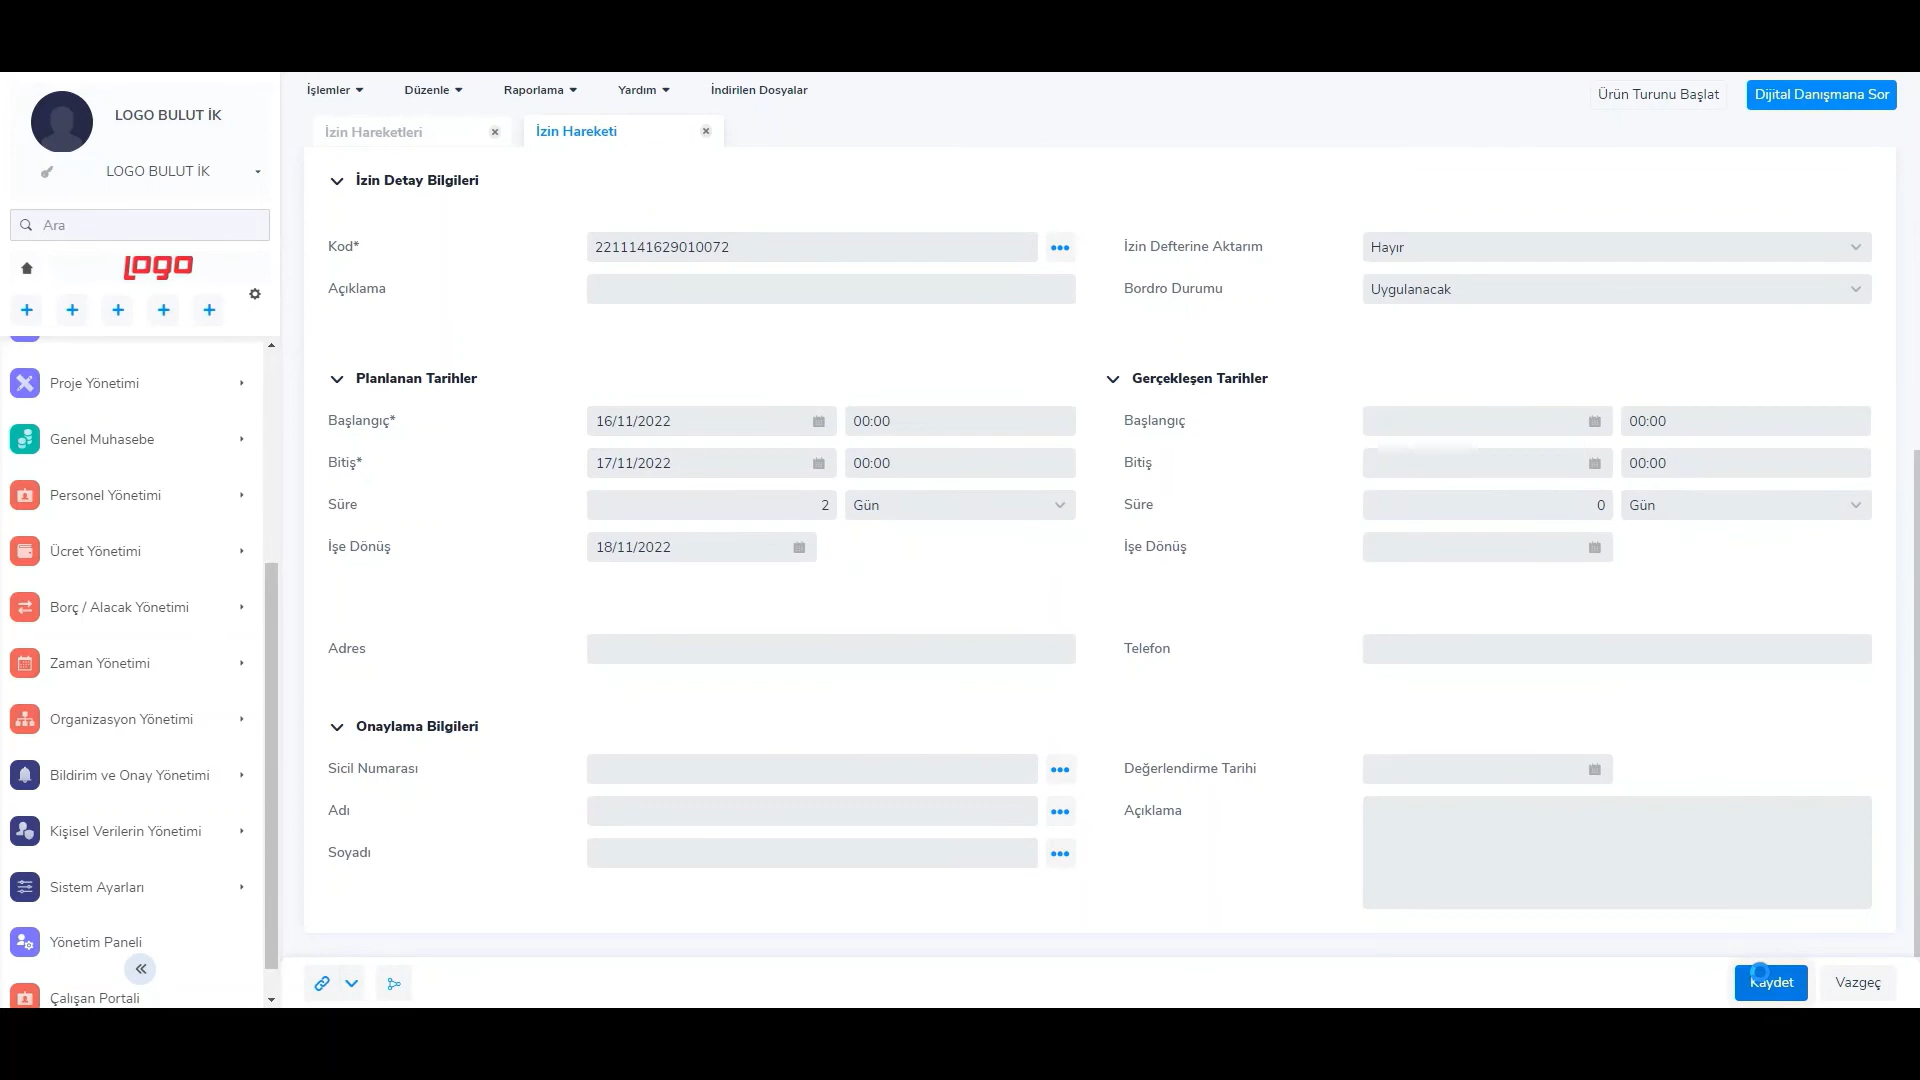 LOGO BULUT İK
LOGO BULUT İK
Ara
logo
Proje Yönetimi
Genel Muhasebe
Personel Yönetimi
Ücret Yönetimi
Borç / Alacak Yönetimi
Zaman Yönetimi
Organizasyon Yönetimi
Bildirim ve Onay Yönetimi
Kişisel Verilerin Yönetimi
Sistem Ayarları
Yönetim Paneli
Çalışan Portali
İşlemler Düzenle Raporlama Yardım İndirilen Dosyalar
Ürün Turunu Başlat Dijital Danışmana Sor
İzin Hareketleri İzin Hareketi
İzin Detay Bilgileri
Kod* 2211141629010072 İzin Defterine Aktarım Hayır
Açıklama Bordro Durumu Uygulanacak
Planlanan Tarihler Gerçekleşen Tarihler
Başlangıç* 16/11/2022 00:00 Başlangıç 00:00
Bitiş* 17/11/2022 00:00 Bitiş 00:00
Süre 2 Gün Süre 0 Gün
İşe Dönüş 18/11/2022 İşe Dönüş
Adres Telefon
Onaylama Bilgileri
Sicil Numarası Değerlendirme Tarihi
Adı Açıklama
Soyadı
Kaydet Vazgeç